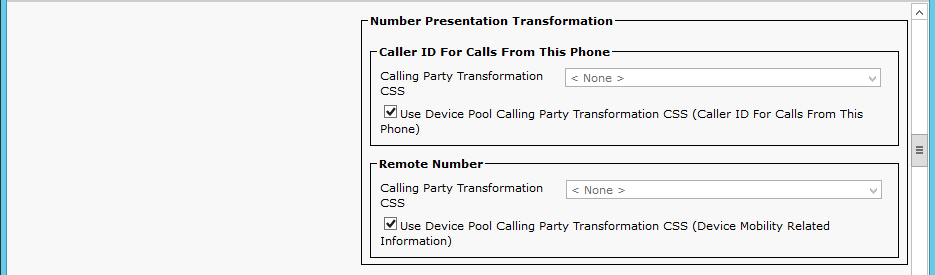 Number Presentation Transformation
Caller ID For Calls From This Phone
Calling Party Transformation
CSS
< None >
Use Device Pool Calling Party Transformation CSS (Caller ID For Calls From This
Phone)
Remote Number
Calling Party Transformation
CSS
< None >
Use Device Pool Calling Party Transformation CSS (Device Mobility Related
Information)